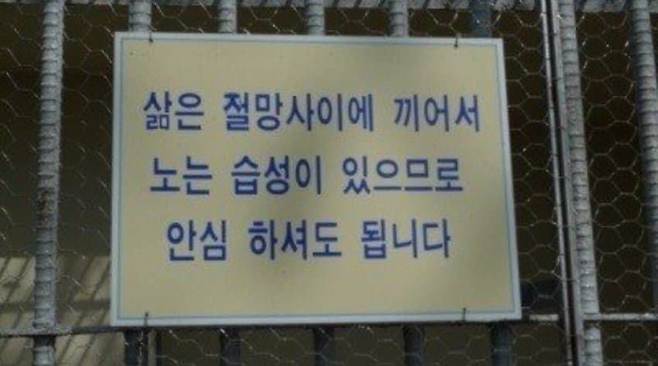 삶은 절망사이에 끼어서
노는 습성이 있으므로
안심 하셔도 됩니다